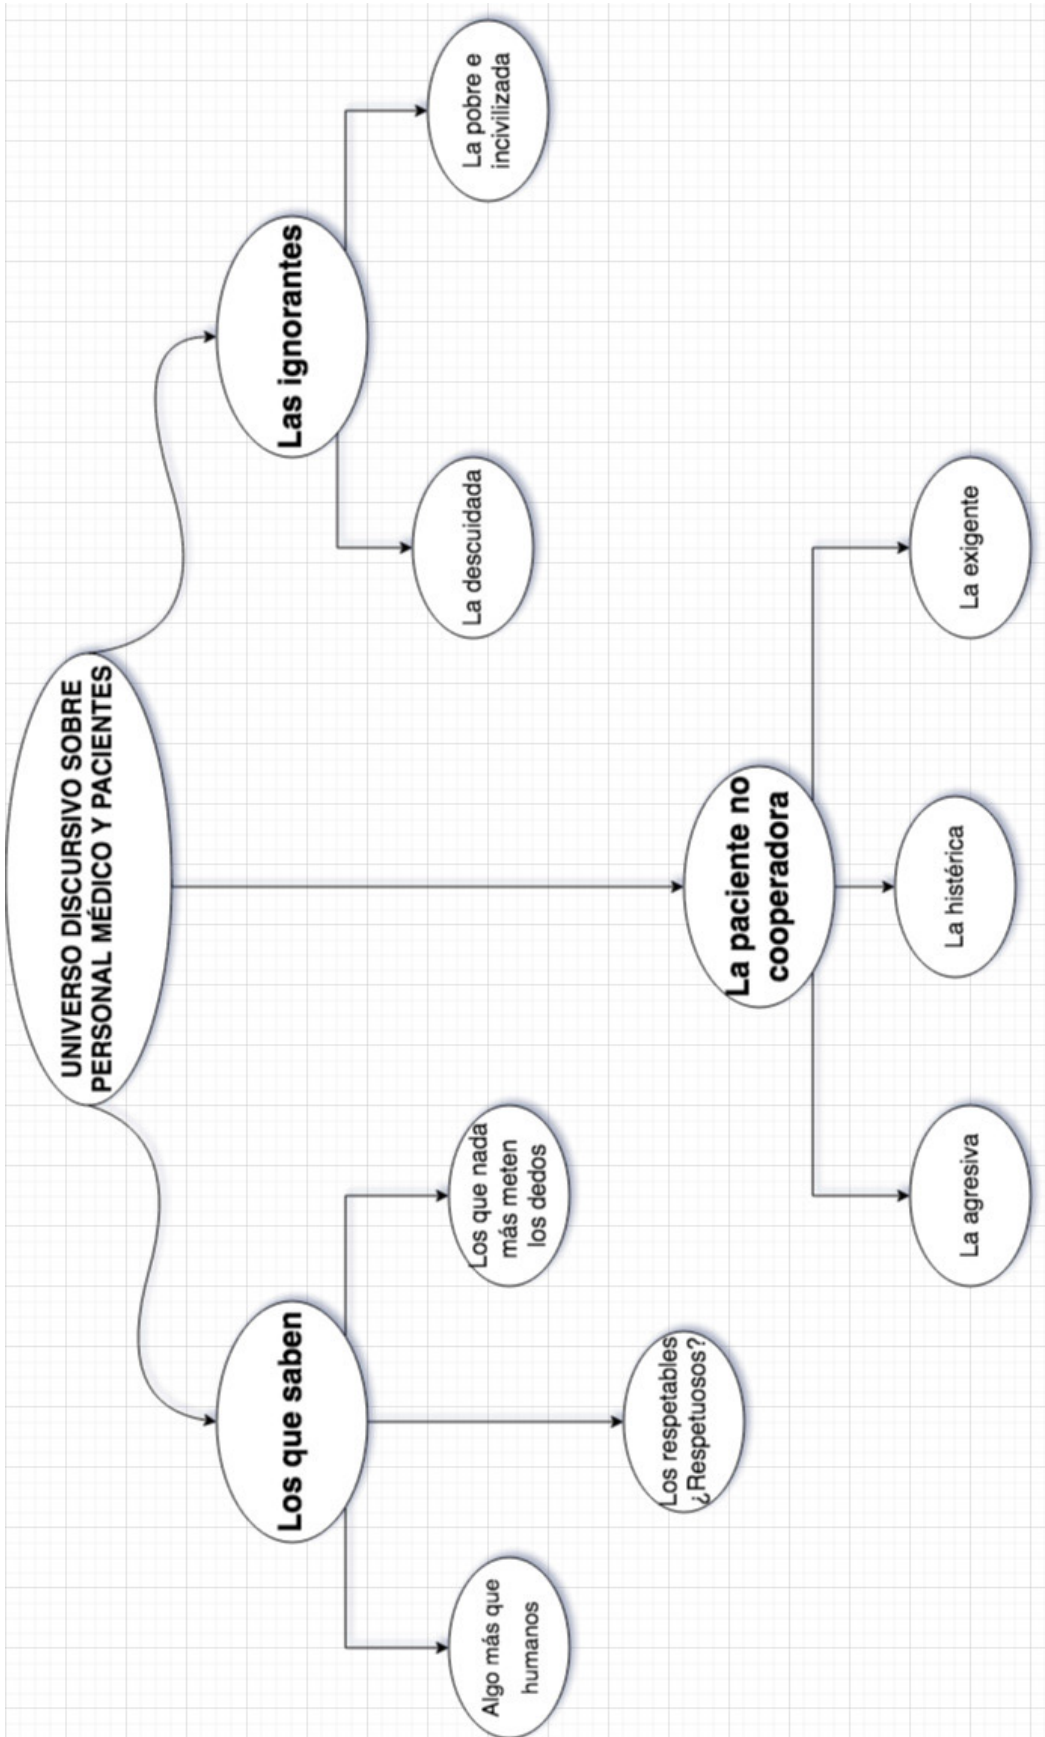 UNIVERSO DISCURSIVO SOBRE
PERSONAL MÉDICO Y PACIENTES
Los que saben
Algo más que
humanos
Los respetables
¿Respetuosos?
Los que nada
más meten
los dedos
La paciente no
cooperadora
La agresiva
La histérica
La exigente
Las ignorantes
La descuidada
La pobre e
incivilizada